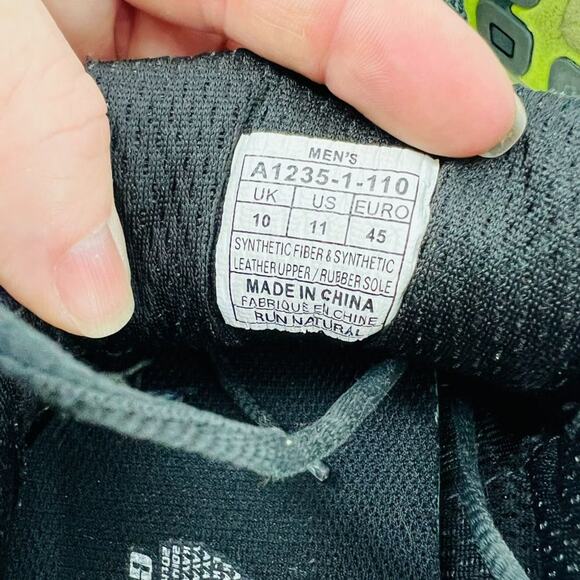 MEN'S
A1235-1-110
UK US EURO
10 11 45
SYNTHETIC FIBER & SYNTHETIC
LEATHER UPPER / RUBBER SOLE
MADE IN CHINA
FABRIQUE EN CHINE
RUN NATURAL